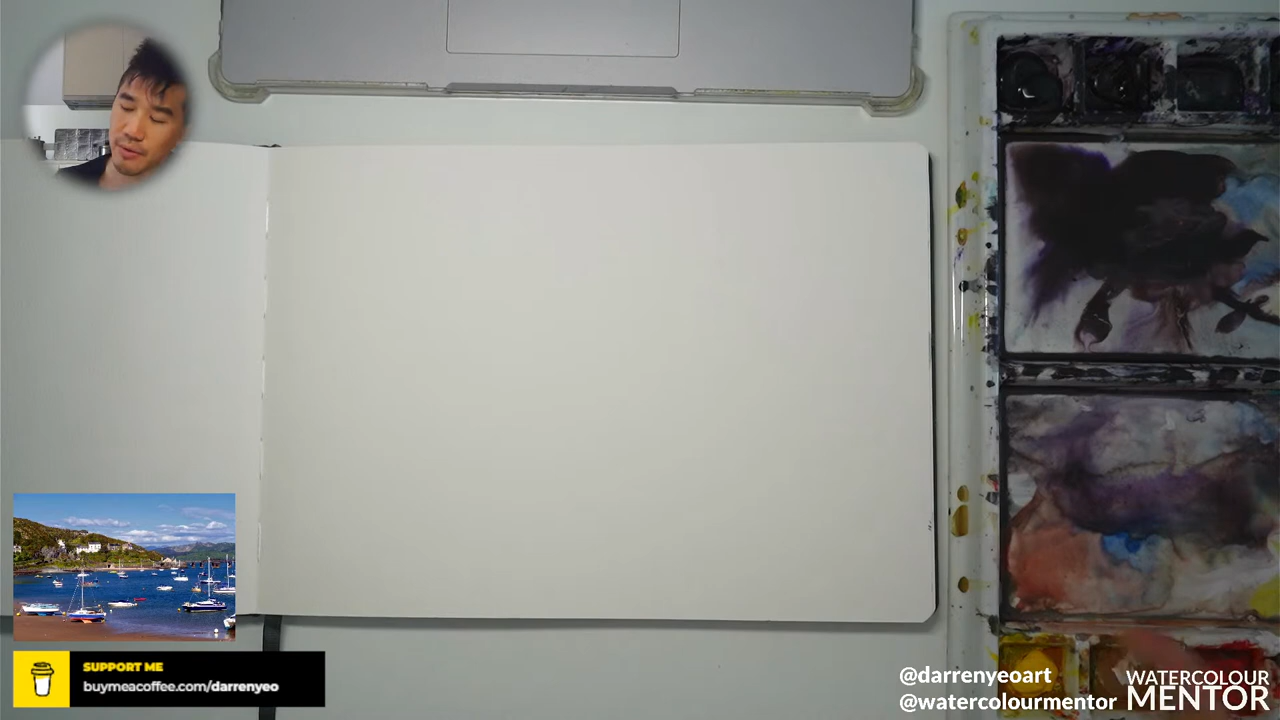 SUPPORT ME
buymeacoffee.com/darrenyeo
@darrenyeoart
@watercolourmentor
WATERCOLOUR
MENTOR